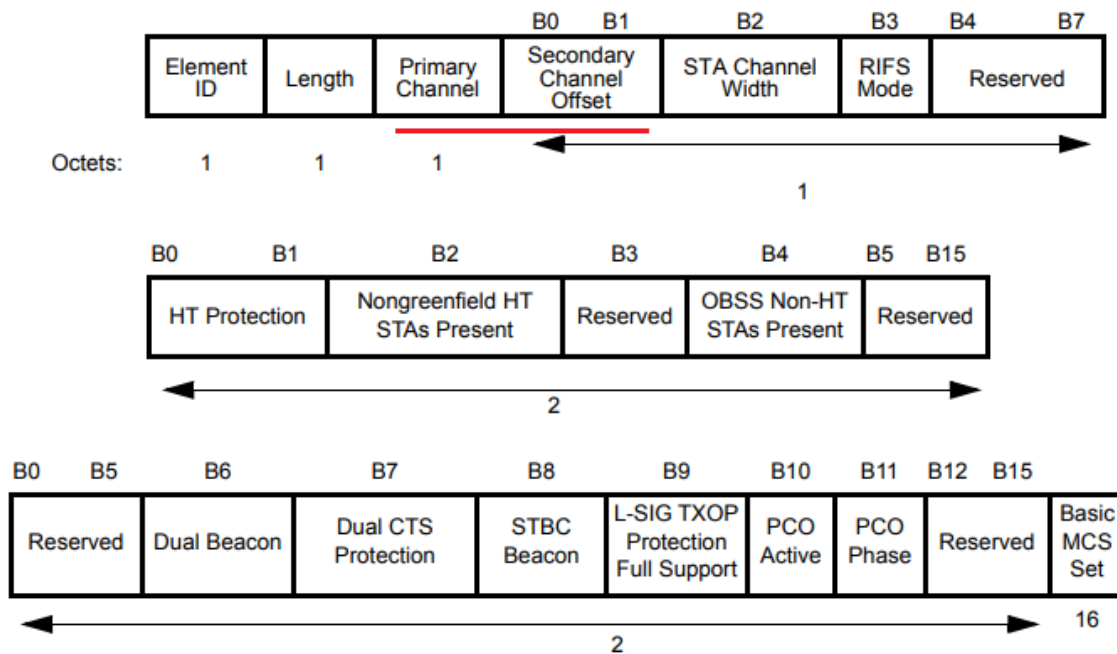 B0 B1 B2 B3 B4 B7
Element ID Length Primary Channel Secondary Channel Offset STA Channel Width RIFS Mode Reserved
Octets: 1 1 1
1
B0 B1 B2 B3 B4 B5 B15
HT Protection Nongreenfield HT STAs Present Reserved OBSS Non-HT STAs Present Reserved
2
B0 B5 B6 B7 B8 B9 B10 B11 B12 B15
Reserved Dual Beacon Dual CTS Protection STBC Beacon L-SIG TXOP Protection Full Support PCO Active PCO Phase Reserved Basic MCS Set
2 16